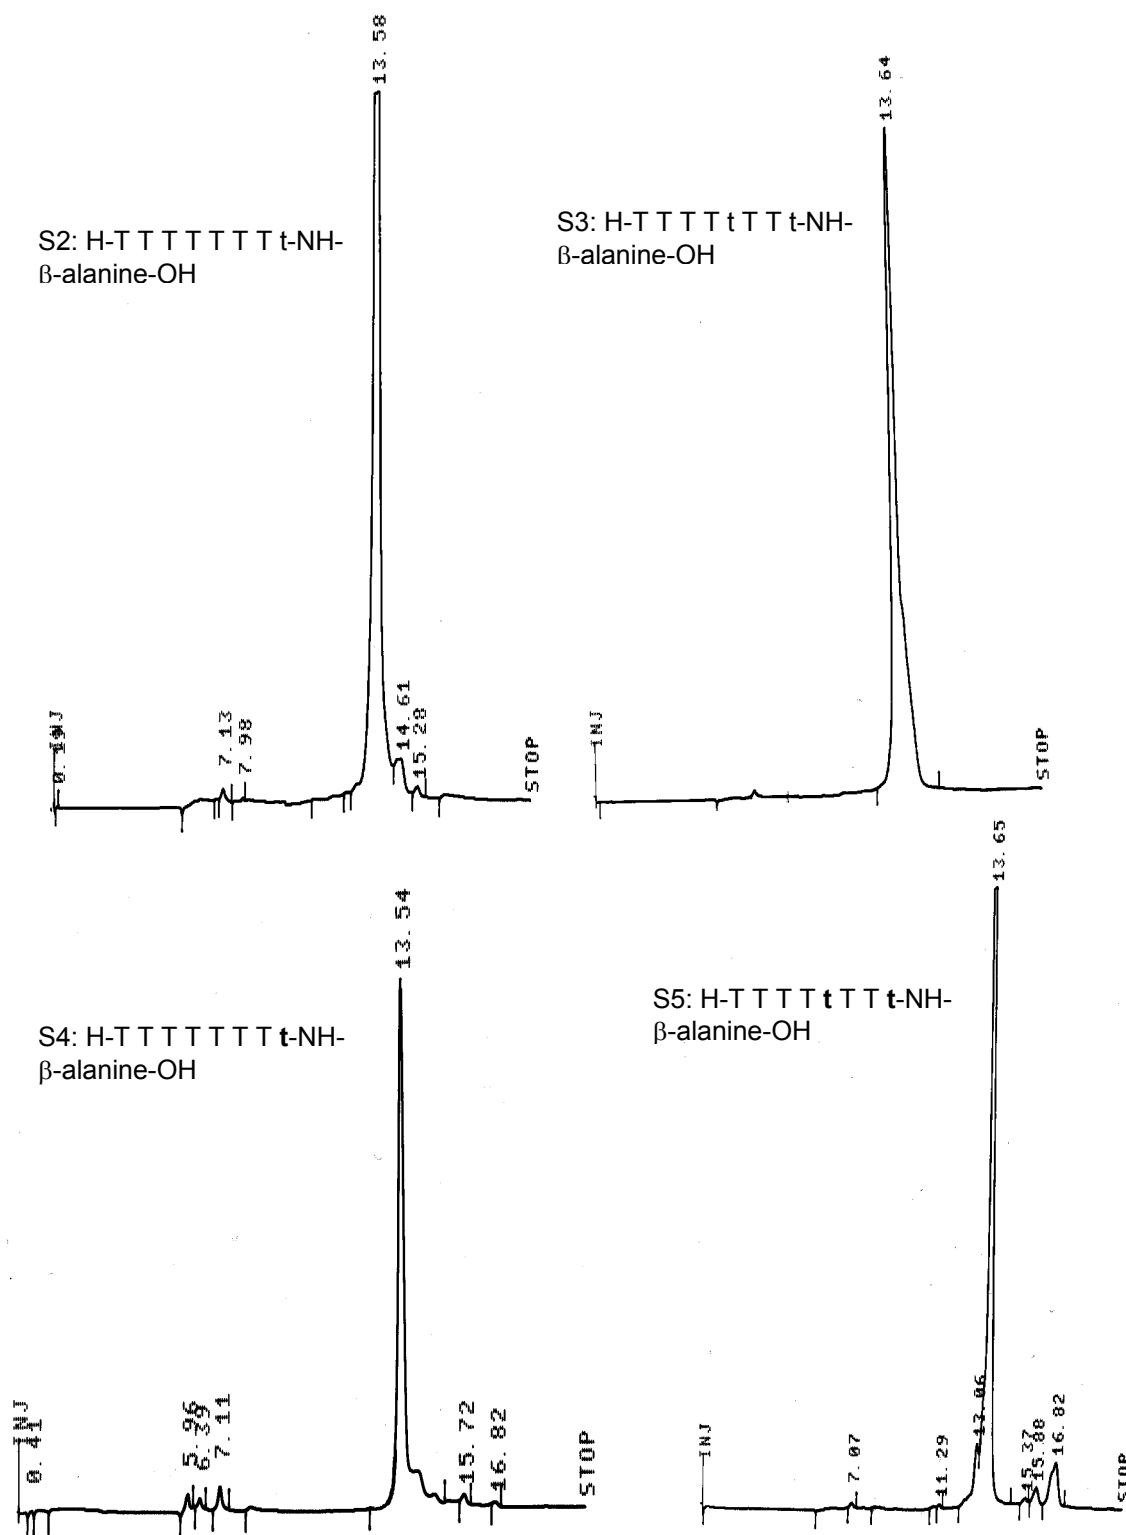 13.58
S2: H-T T T T T T T t-NH-
β-alanine-OH
INJ
0.19
7.13
7.98
14.61
15.28
STOP
13.64
S3: H-T T T T t T T t-NH-
β-alanine-OH
INJ
STOP
13.54
S4: H-T T T T T T T t-NH-
β-alanine-OH
INJ
0.41
5.96
6.39
7.11
15.72
16.82
STOP
13.65
S5: H-T T T T t T T t-NH-
β-alanine-OH
INJ
7.07
11.29
13.06
15.37
15.88
16.82
STOP